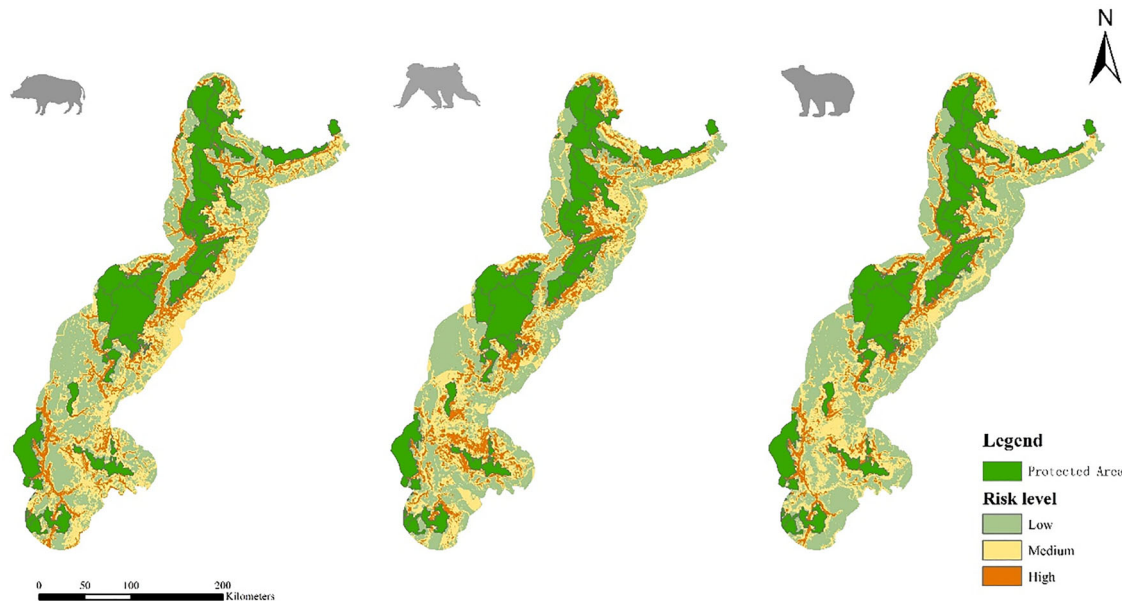 N
Legend
Protected Area
Risk level
Low
Medium
High
0 50 100 200
Kilometers